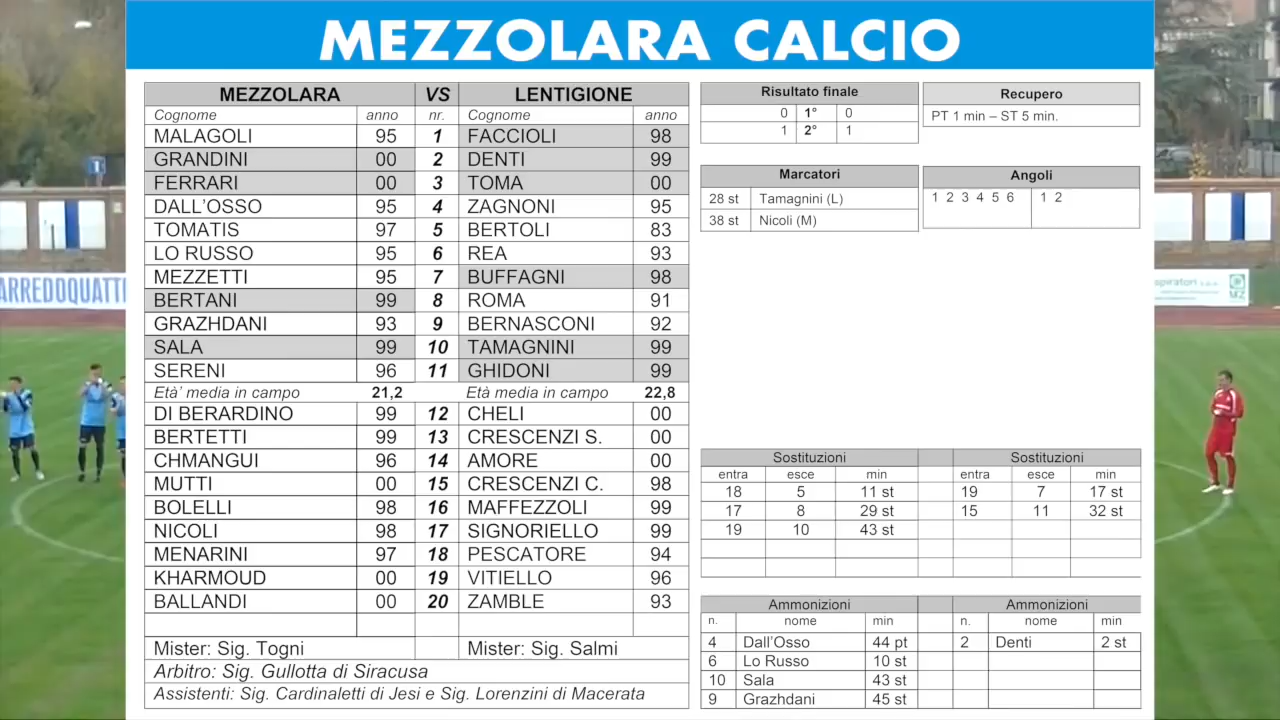 MEZZOLARA CALCIO
MEZZOLARA VS LENTIGIONE
Cognome anno nr. Cognome anno
MALAGOLI 95 1 FACCIOLI 98
GRANDINI 00 2 DENTI 99
FERRARI 00 3 TOMA 00
DALL'OSSO 95 4 ZAGNONI 95
TOMATIS 97 5 BERTOLI 83
LO RUSSO 95 6 REA 93
MEZZETTI 95 7 BUFFAGNI 98
BERTANI 99 8 ROMA 91
GRAZHDANI 93 9 BERNASCONI 92
SALA 99 10 TAMAGNINI 99
SERENI 96 11 GHIDONI 99
Età' media in campo 21,2 Età media in campo 22,8
DI BERARDINO 99 12 CHELI 00
BERTETTI 99 13 CRESCENZI S. 00
CHMANGUI 96 14 AMORE 00
MUTTI 00 15 CRESCENZI C. 98
BOLELLI 98 16 MAFFEZZOLI 99
NICOLI 98 17 SIGNORIELLO 99
MENARINI 97 18 PESCATORE 94
KHARMOUD 00 19 VITIELLO 96
BALLANDI 00 20 ZAMBLE 93
Mister: Sig. Togni Mister: Sig. Salmi
Arbitro: Sig. Gullotta di Siracusa
Assistenti: Sig. Cardinaletti di Jesi e Sig. Lorenzini di Macerata
Risultato finale
0 1° 0
1 2° 1
Recupero
PT 1 min – ST 5 min.
Marcatori
28 st Tamagnini (L)
38 st Nicoli (M)
Angoli
1 2 3 4 5 6 1 2
Sostituzioni Sostituzioni
entra esce min entra esce min
18 5 11 st 19 7 17 st
17 8 29 st 15 11 32 st
19 10 43 st
Ammonizioni Ammonizioni
n. nome min n. nome min
4 Dall'Osso 44 pt 2 Denti 2 st
6 Lo Russo 10 st
10 Sala 43 st
9 Grazhdani 45 st
ARREDOQUATT